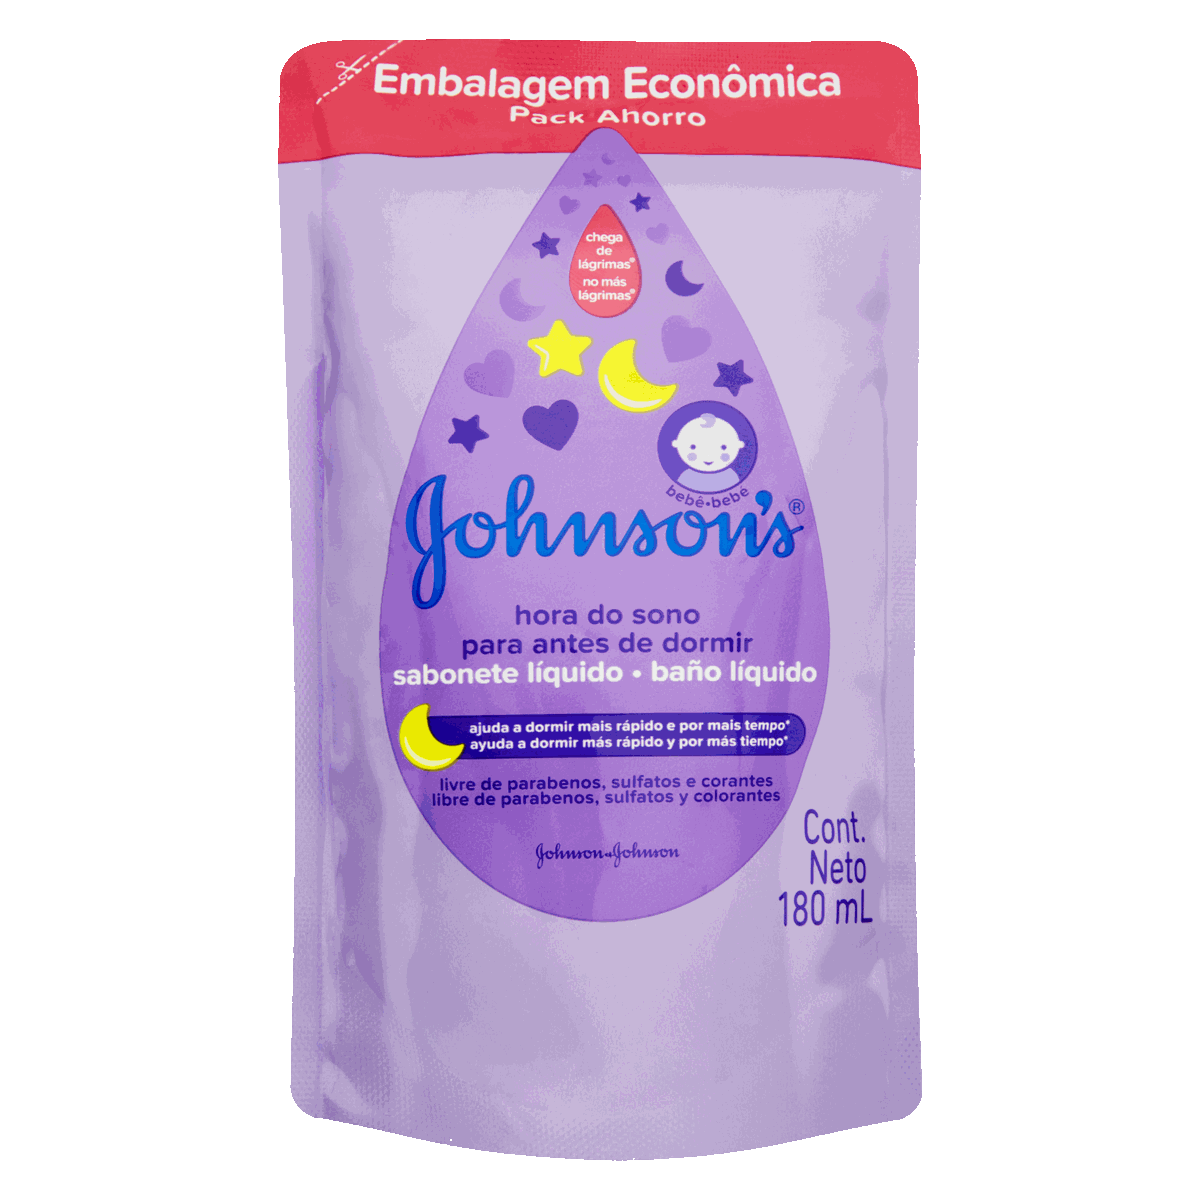 Embalagem Econômica
Pack Ahorro
chega
de
lágrimas®
no más
lágrimas®
bebê•bebé
Johnson's®
hora do sono
para antes de dormir
sabonete líquido • baño líquido
ajuda a dormir mais rápido e por mais tempo*
ayuda a dormir más rápido y por más tiempo*
livre de parabenos, sulfatos e corantes
libre de parabenos, sulfatos y colorantes
Johnson & Johnson
Cont.
Neto
180 mL